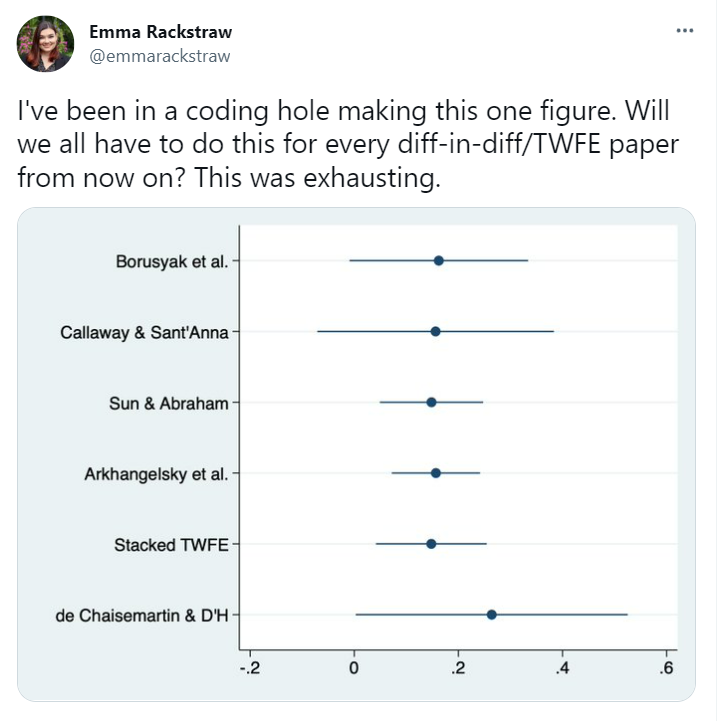 Emma Rackstraw
@emmarackstraw
I've been in a coding hole making this one figure. Will
we all have to do this for every diff-in-diff/TWFE paper
from now on? This was exhausting.
Borusyak et al.
Callaway & Sant'Anna
Sun & Abraham
Arkhangelsky et al.
Stacked TWFE
de Chaisemartin & D'H
-.2 0 .2 .4 .6